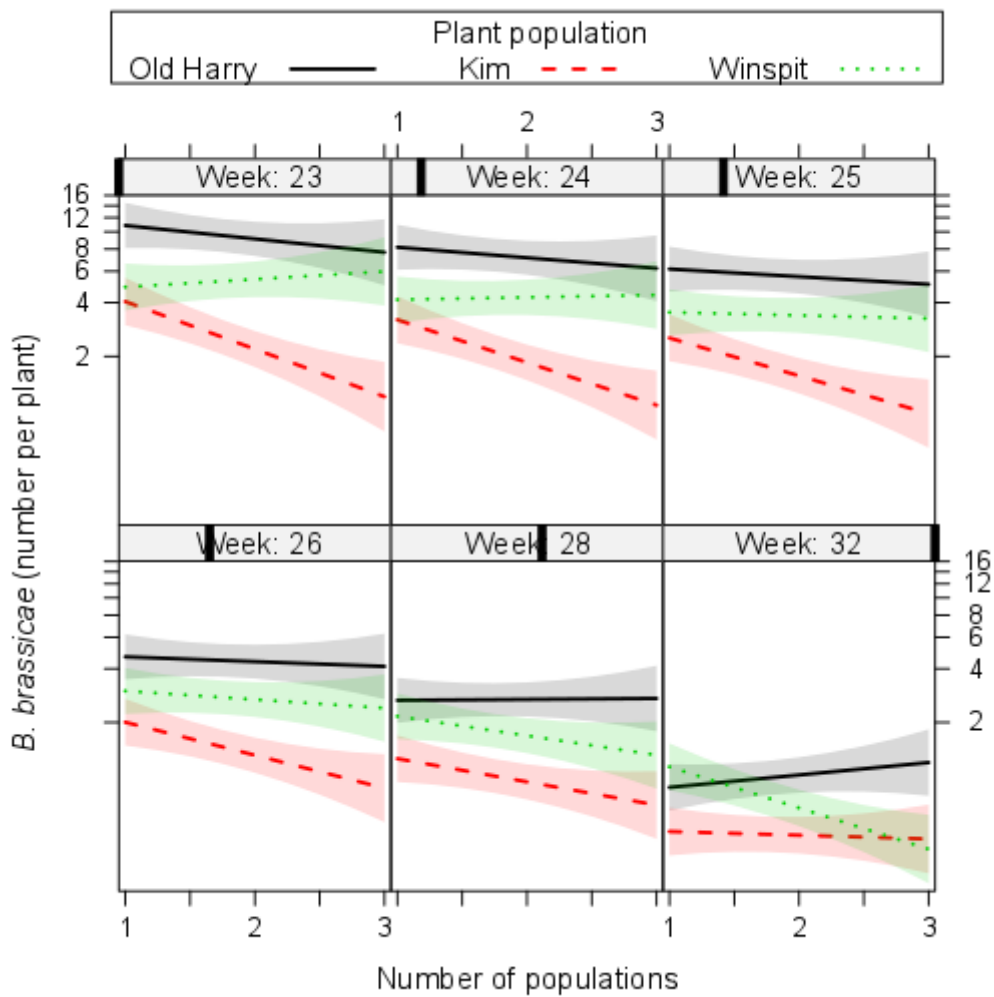 Plant population
Old Harry Kim Winspit
1 2 3
Week: 23 Week: 24 Week: 25
16
12
8
6
4
2
Week: 26 Week: 28 Week: 32
16
12
8
6
4
2
B. brassicae (number per plant)
1 2 3 1 2 3
Number of populations